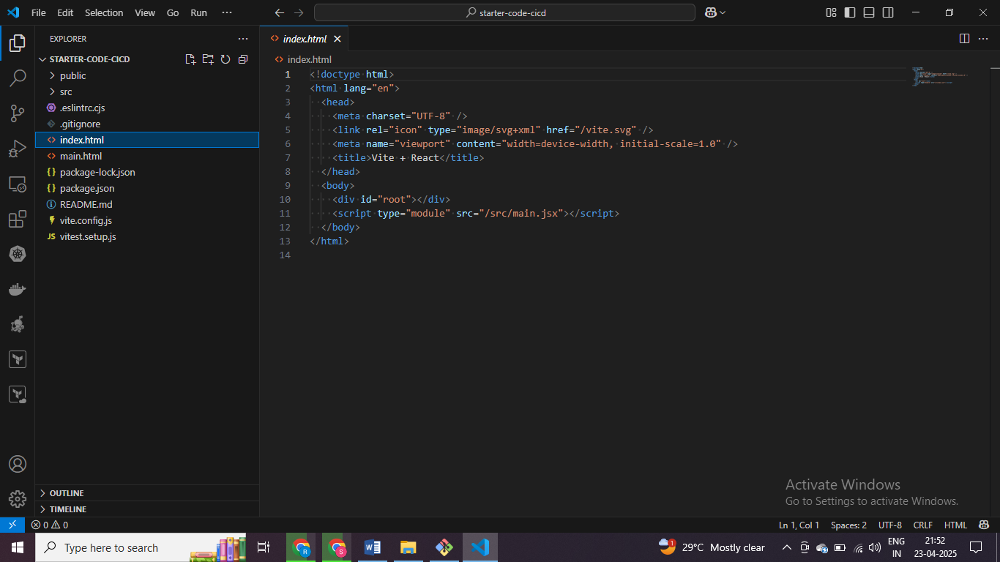 File Edit Selection View Go Run ···
starter-code-cicd
EXPLORER
STARTER-CODE-CICD
public
src
.eslintrc.cjs
.gitignore
index.html
main.html
package-lock.json
package.json
README.md
vite.config.js
JS vitest.setup.js
OUTLINE
TIMELINE
index.html
index.html
1 <!doctype html>
2 <html lang="en">
3 <head>
4 <meta charset="UTF-8" />
5 <link rel="icon" type="image/svg+xml" href="/vite.svg" />
6 <meta name="viewport" content="width=device-width, initial-scale=1.0" />
7 <title>Vite + React</title>
8 </head>
9 <body>
10 <div id="root"></div>
11 <script type="module" src="/src/main.jsx"></script>
12 </body>
13 </html>
14
Activate Windows
Go to Settings to activate Windows.
0 0
Ln 1, Col 1 Spaces: 2 UTF-8 CRLF HTML
Type here to search
R
S
1
29°C Mostly clear
ENG
IN
21:52
23-04-2025